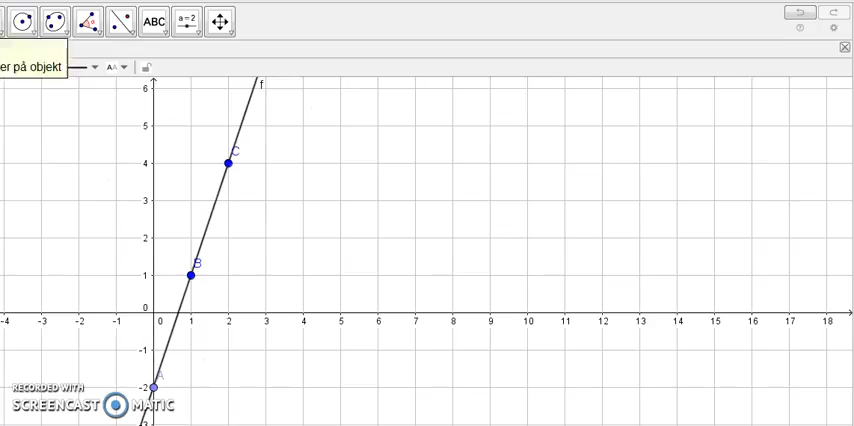 ABC
a = 2
er på objekt
AA
f
6
5
C
4
3
2
B
1
0
-4 -3 -2 -1 0 1 2 3 4 5 6 7 8 9 10 11 12 13 14 15 16 17 18
-1
A
-2
RECORDED WITH
SCREENCAST MATIC
-3